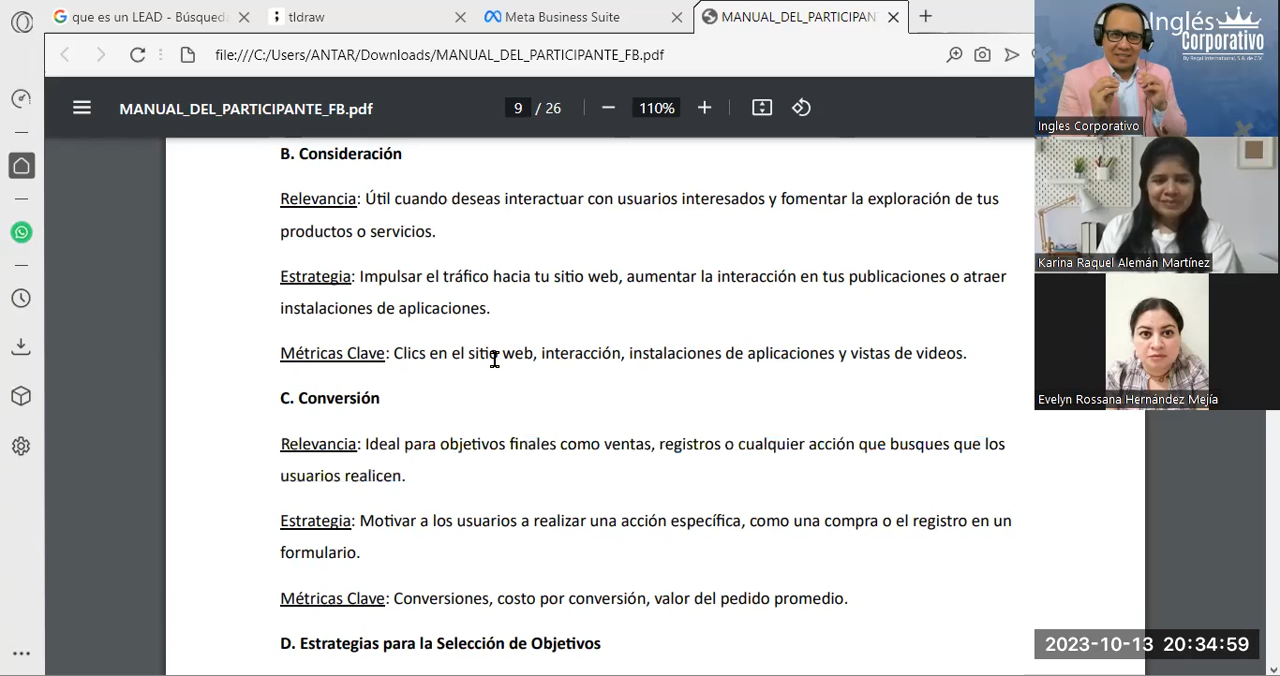 que es un LEAD - Búsqued
tldraw
Meta Business Suite
MANUAL_DEL_PARTICIPAN
file:///C:/Users/ANTAR/Downloads/MANUAL_DEL_PARTICIPANTE_FB.pdf
MANUAL_DEL_PARTICIPANTE_FB.pdf
9 / 26
110%
B. Consideración
Relevancia: Útil cuando deseas interactuar con usuarios interesados y fomentar la exploración de tus
productos o servicios.
Estrategia: Impulsar el tráfico hacia tu sitio web, aumentar la interacción en tus publicaciones o atraer
instalaciones de aplicaciones.
Métricas Clave: Clics en el sitio web, interacción, instalaciones de aplicaciones y vistas de videos.
C. Conversión
Relevancia: Ideal para objetivos finales como ventas, registros o cualquier acción que busques que los
usuarios realicen.
Estrategia: Motivar a los usuarios a realizar una acción específica, como una compra o el registro en un
formulario.
Métricas Clave: Conversiones, costo por conversión, valor del pedido promedio.
D. Estrategias para la Selección de Objetivos
Inglés
Corporativo
By Regal International, S.A. de C.V.
Ingles Corporativo
Karina Raquel Alemán Martínez
Evelyn Rossana Hernández Mejía
2023-10-13 20:34:59